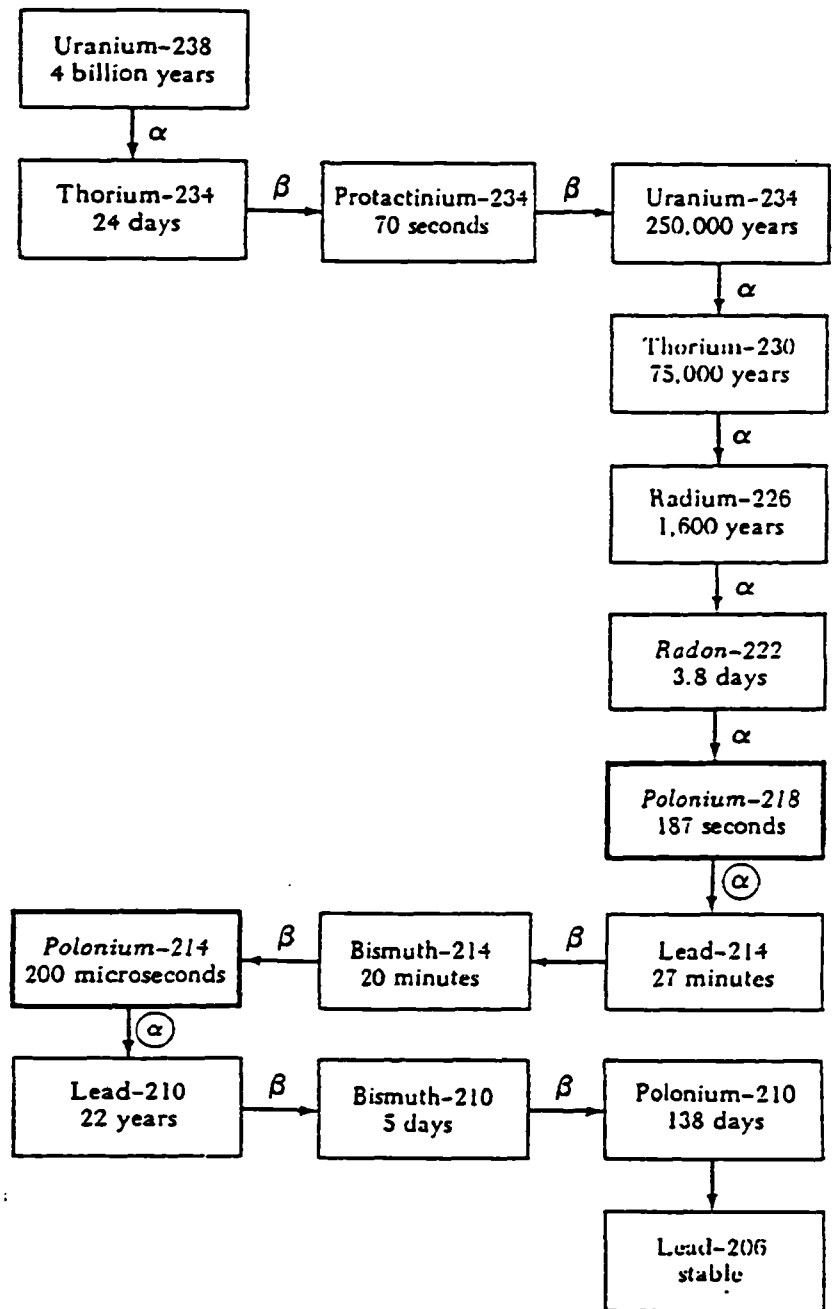 Uranium-238
4 billion years
α
Thorium-234
24 days
β
Protactinium-234
70 seconds
β
Uranium-234
250.000 years
α
Thorium-230
75,000 years
α
Radium-226
1,600 years
α
Radon-222
3.8 days
α
Polonium-218
187 seconds
α
Lead-214
27 minutes
β
Bismuth-214
20 minutes
β
Polonium-214
200 microseconds
α
Lead-210
22 years
β
Bismuth-210
5 days
β
Polonium-210
138 days
Lead-206
stable